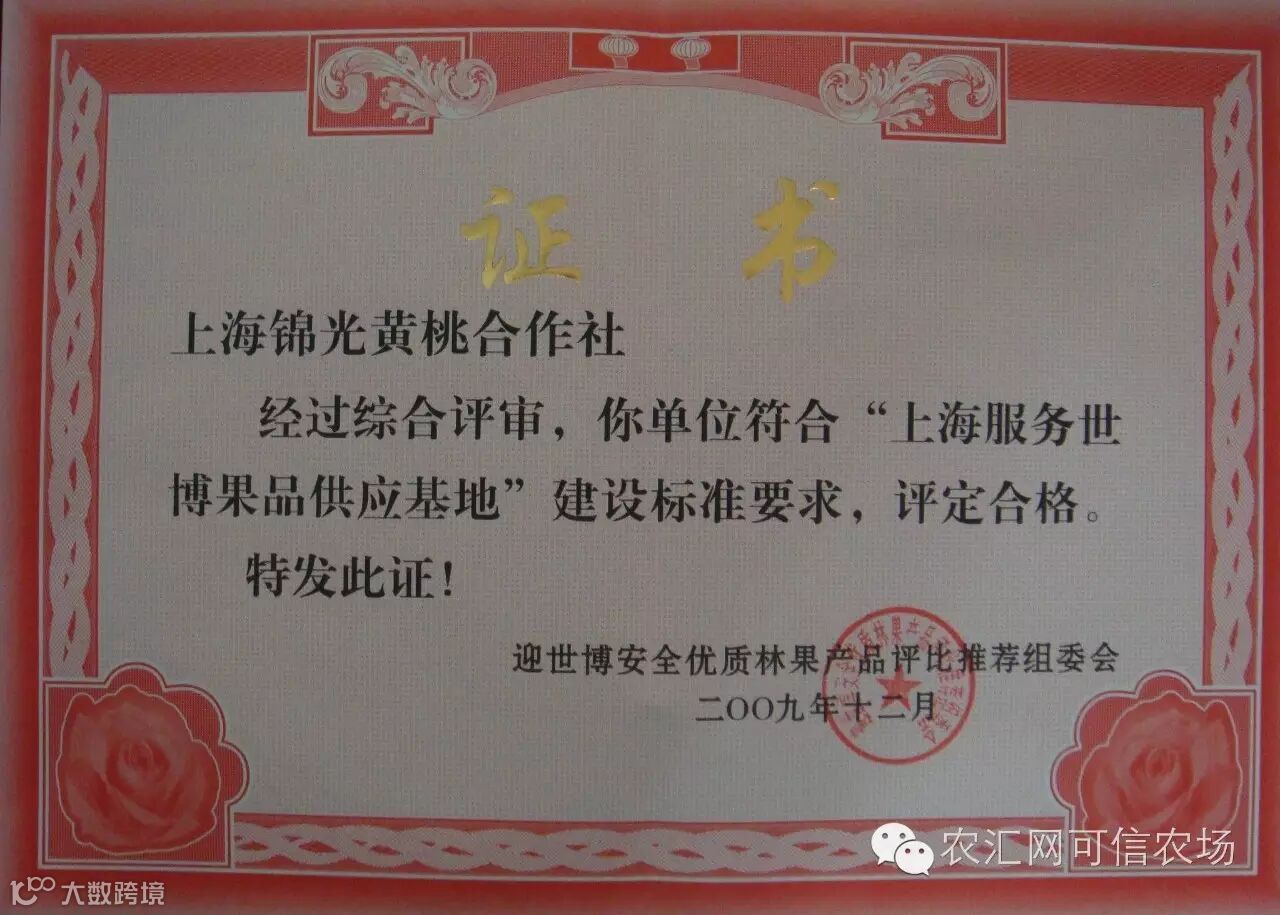 证 书
上海锦光黄桃合作社
经过综合评审，你单位符合“上海服务世
博果品供应基地”建设标准要求，评定合格。
特发此证！
迎世博安全优质林果产品评比推荐组委会
二〇〇九年十二月
农汇网可信农场
大数跨境